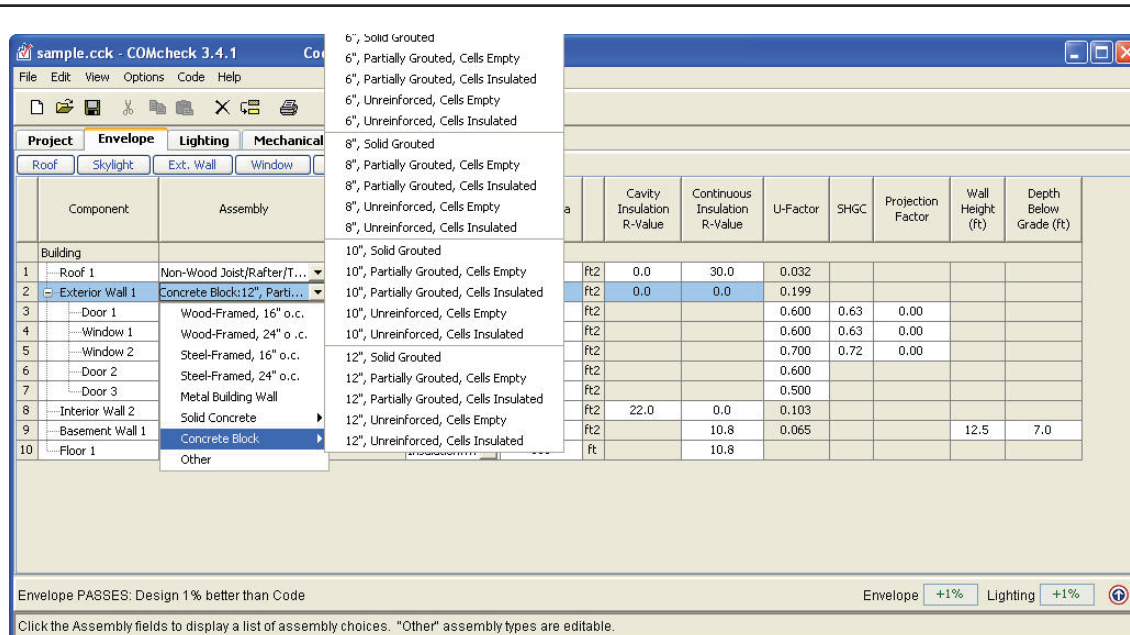 sample.cck - COMcheck 3.4.1 Co
File Edit View Options Code Help
Project Envelope Lighting Mechanical
Roof Skylight Ext. Wall Window
Component Assembly a Cavity Insulation R-Value Continuous Insulation R-Value U-Factor SHGC Projection Factor Wall Height (ft) Depth Below Grade (ft)
Building
1 Roof 1 Non-Wood Joist/Rafter/T... ft2 0.0 30.0 0.032
2 Exterior Wall 1 Concrete Block:12", Parti... ft2 0.0 0.0 0.199
3 Door 1 ft2 0.600 0.63 0.00
4 Window 1 ft2 0.600 0.63 0.00
5 Window 2 ft2 0.700 0.72 0.00
6 Door 2 ft2 0.600
7 Door 3 ft2 0.500
8 Interior Wall 2 ft2 22.0 0.0 0.103
9 Basement Wall 1 ft2 10.8 0.065 12.5 7.0
10 Floor 1 ft 10.8
Wood-Framed, 16" o.c.
Wood-Framed, 24" o .c.
Steel-Framed, 16" o.c.
Steel-Framed, 24" o.c.
Metal Building Wall
Solid Concrete
Concrete Block
Other
6", Solid Grouted
6", Partially Grouted, Cells Empty
6", Partially Grouted, Cells Insulated
6", Unreinforced, Cells Empty
6", Unreinforced, Cells Insulated
8", Solid Grouted
8", Partially Grouted, Cells Empty
8", Partially Grouted, Cells Insulated
8", Unreinforced, Cells Empty
8", Unreinforced, Cells Insulated
10", Solid Grouted
10", Partially Grouted, Cells Empty
10", Partially Grouted, Cells Insulated
10", Unreinforced, Cells Empty
10", Unreinforced, Cells Insulated
12", Solid Grouted
12", Partially Grouted, Cells Empty
12", Partially Grouted, Cells Insulated
12", Unreinforced, Cells Empty
12", Unreinforced, Cells Insulated
Envelope PASSES: Design 1% better than Code Envelope +1% Lighting +1%
Click the Assembly fields to display a list of assembly choices. "Other" assembly types are editable.